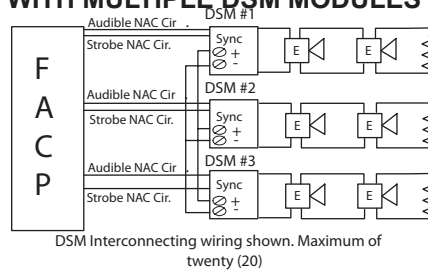 WITH MULTIPLE DSM MODULES
Audible NAC Cir .
DSM #1
Strobe NAC Cir.
Sync
+
-
E
E
F
A
C
P
Audible NAC Cir .
DSM #2
Strobe NAC Cir.
Sync
+
-
E
E
Audible NAC Cir .
DSM #3
Strobe NAC Cir.
Sync
+
-
E
E
DSM Interconnecting wiring shown. Maximum of
twenty (20)